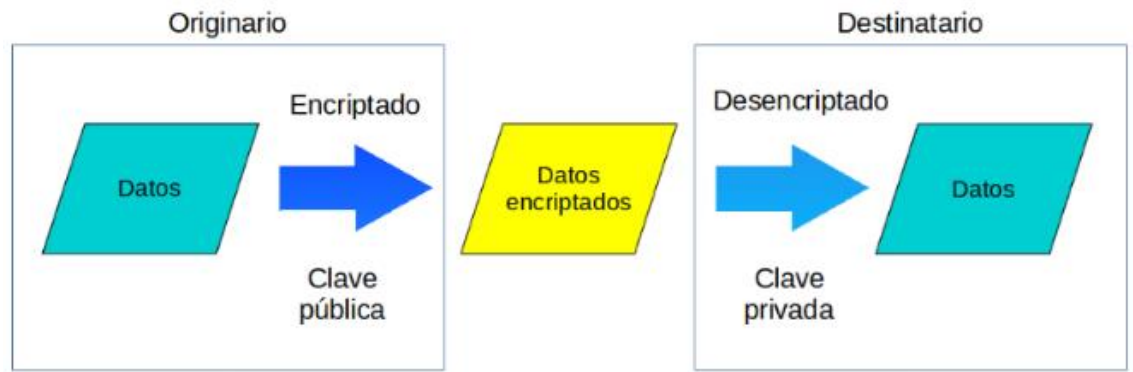 Originario
Destinatario
Encriptado
Desencriptado
Datos
Datos
encriptados
Datos
Clave
pública
Clave
privada